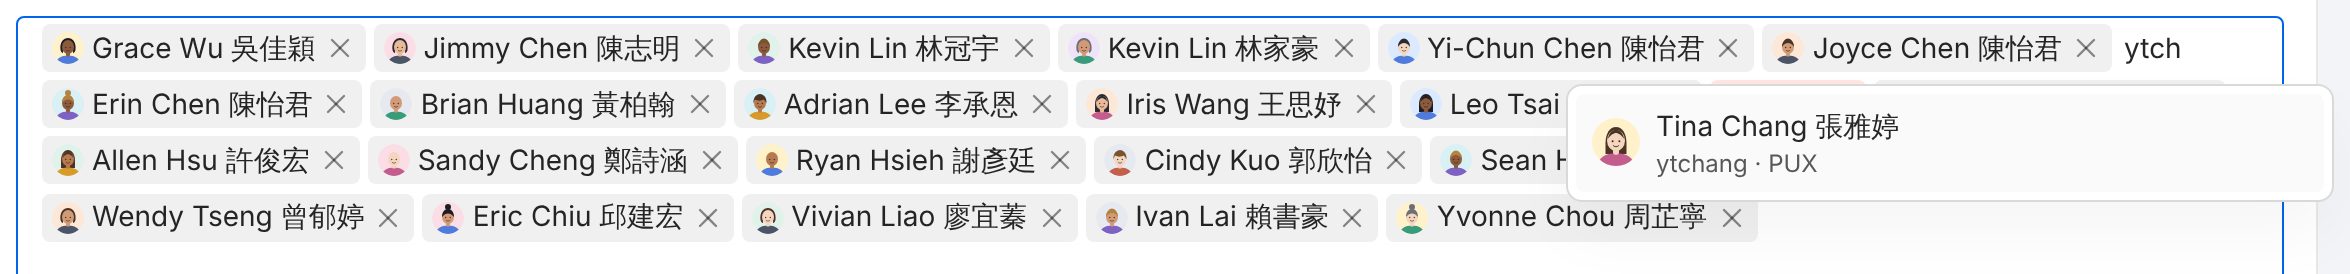 Grace Wu 吳佳穎 Jimmy Chen 陳志明 Kevin Lin 林冠宇 Kevin Lin 林家豪 Yi-Chun Chen 陳怡君 Joyce Chen 陳怡君 ytch
Erin Chen 陳怡君 Brian Huang 黃柏翰 Adrian Lee 李承恩 Iris Wang 王思妤 Leo Tsai
Tina Chang 張雅婷
ytchang · PUX
Allen Hsu 許俊宏 Sandy Cheng 鄭詩涵 Ryan Hsieh 謝彥廷 Cindy Kuo 郭欣怡 Sean
Wendy Tseng 曾郁婷 Eric Chiu 邱建宏 Vivian Liao 廖宜蓁 Ivan Lai 賴書豪 Yvonne Chou 周芷寧